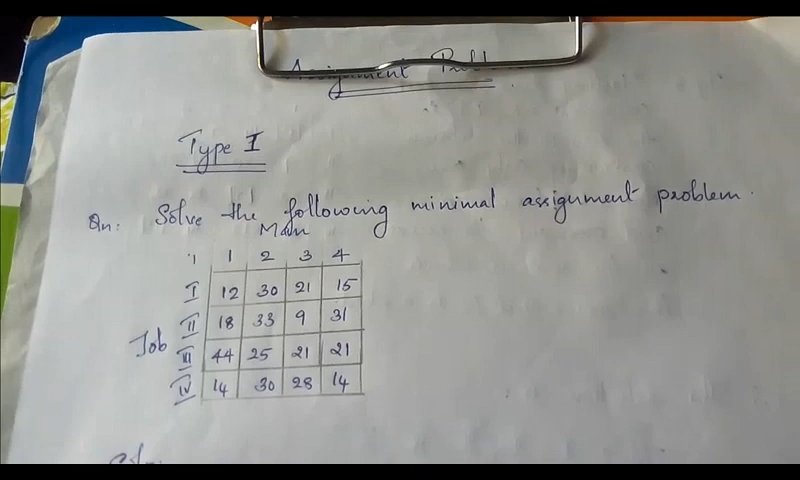 Assignment
Type I
Qn: Solve the following minimal assignment problem.
Man
1 2 3 4
I 12 30 21 15
II 18 33 9 31
Job
III 44 25 21 21
IV 14 30 28 14